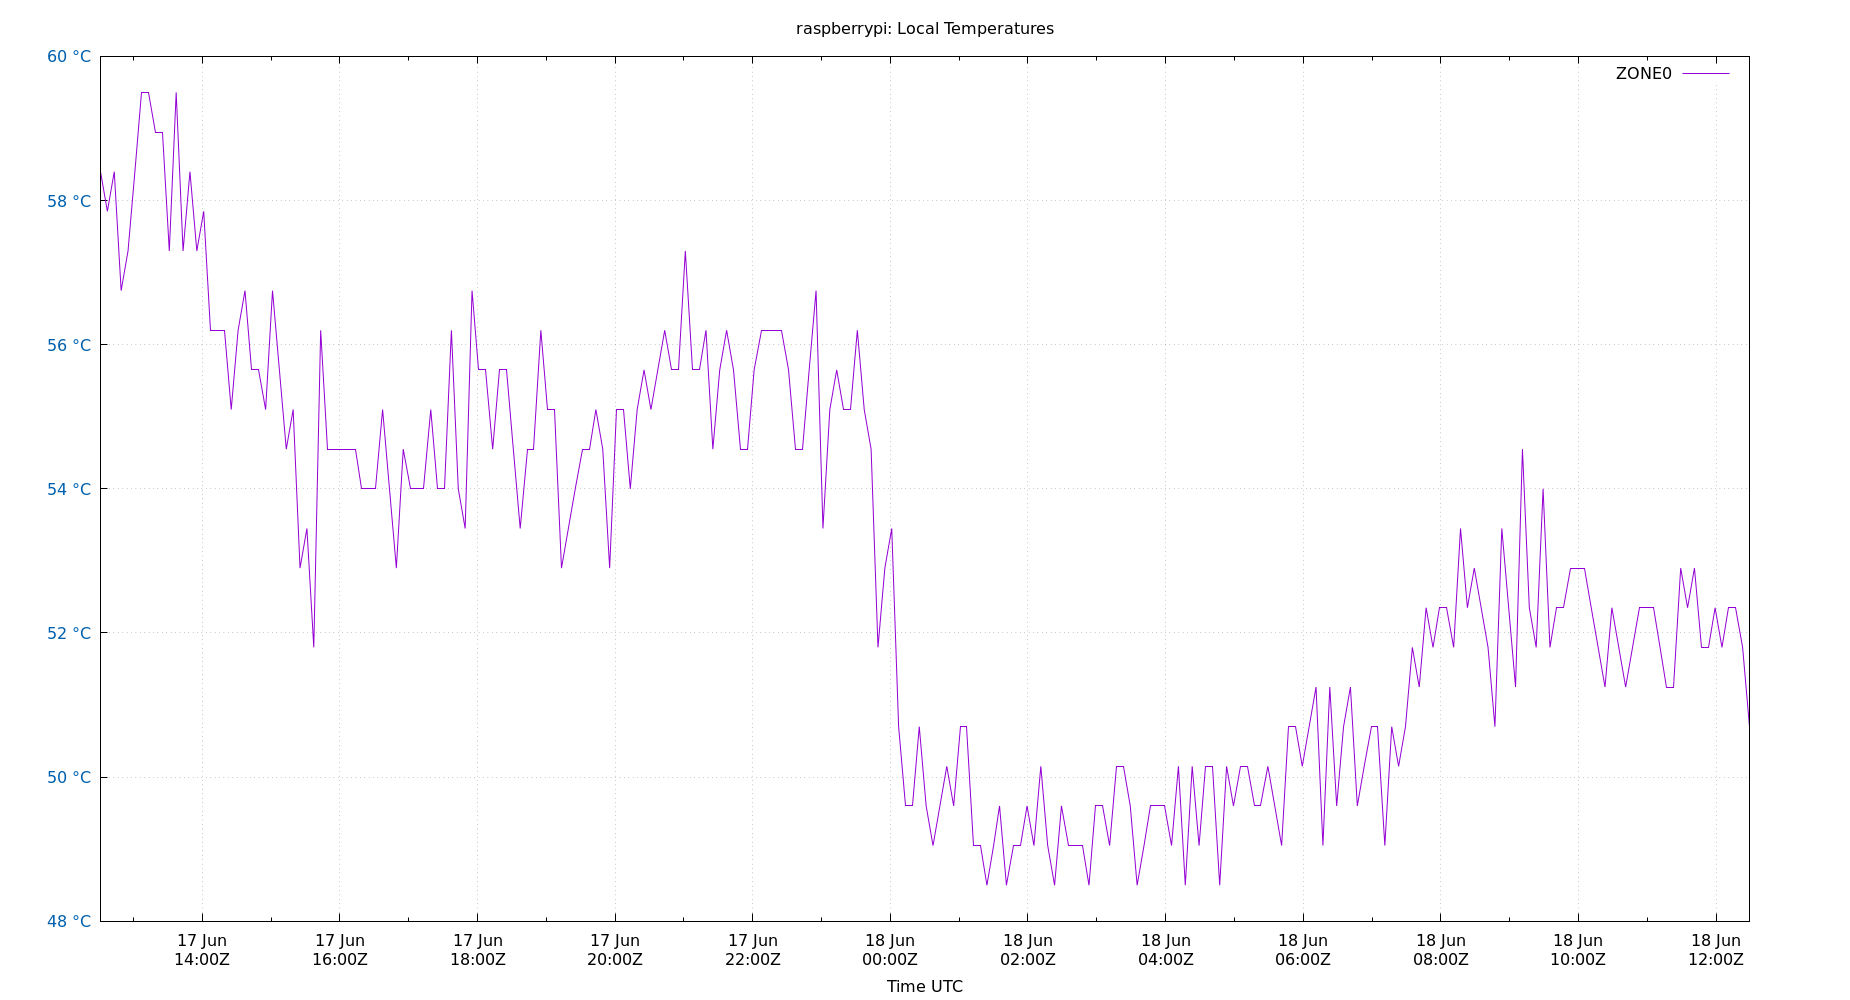 raspberrypi: Local Temperatures
60 °C
ZONE0
58 °C
56 °C
54 °C
52 °C
50 °C
48 °C
17 Jun 17 Jun 17 Jun 17 Jun 17 Jun 18 Jun 18 Jun 18 Jun 18 Jun 18 Jun 18 Jun 18 Jun
14:00Z 16:00Z 18:00Z 20:00Z 22:00Z 00:00Z 02:00Z 04:00Z 06:00Z 08:00Z 10:00Z 12:00Z
Time UTC